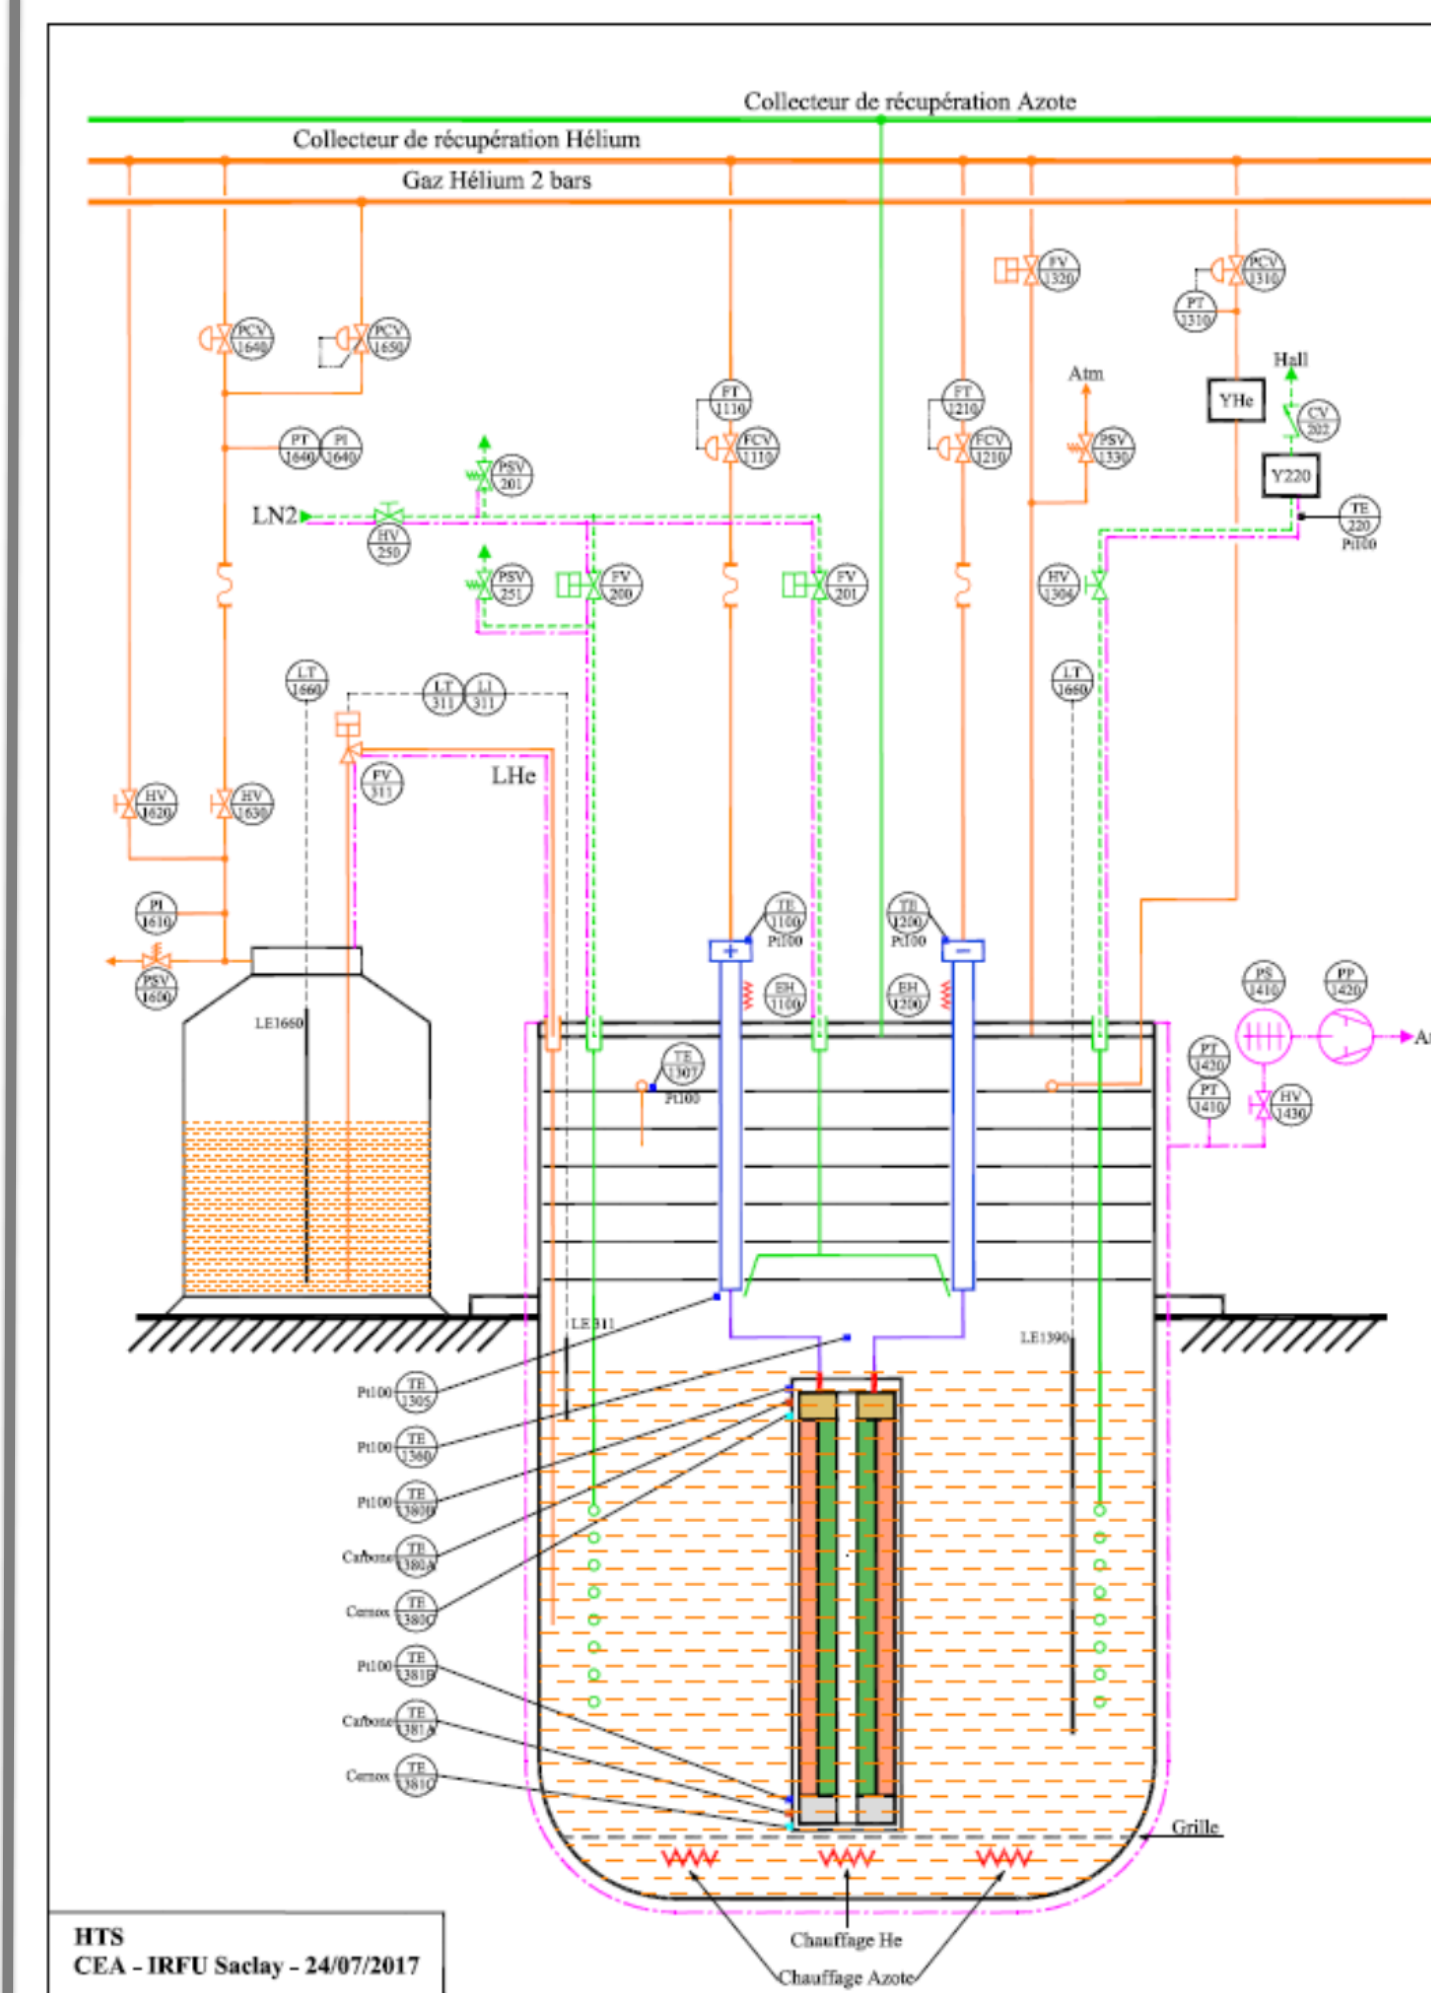 Collecteur de récupération Azote
Collecteur de récupération Hélium
Gaz Hélium 2 bars
FV
1320
PCV
1310
PT
1310
PCV
1640
PCV
1650
Hall
Atm
FT
1110
FT
1210
YHe
CV
202
PT
1640
PI
1640
FCV
1110
FCV
1210
PSV
1330
PSV
201
Y220
LN2
HV
250
TE
220
Pt100
PSV
251
FV
200
FV
201
HV
1304
LT
1660
LT
311
LI
311
LT
1660
LHe
FV
311
HV
1620
HV
1630
PI
1610
TE
1100
Pt100
TE
1200
Pt100
+
−
PSV
1600
EH
1100
EH
1200
PS
1410
PP
1420
LE1660
TE
1307
Pt100
PT
1420
PT
1410
HV
1430
LE311
LE1390
Pt100
TE
1305
Pt100
TE
1360
Pt100
TE
1380B
Carbone
TE
1380A
Cernox
TE
1380C
Pt100
TE
1381B
Carbone
TE
1381A
Cernox
TE
1381C
Grille
Chauffage He
Chauffage Azote
HTS
CEA - IRFU Saclay - 24/07/2017